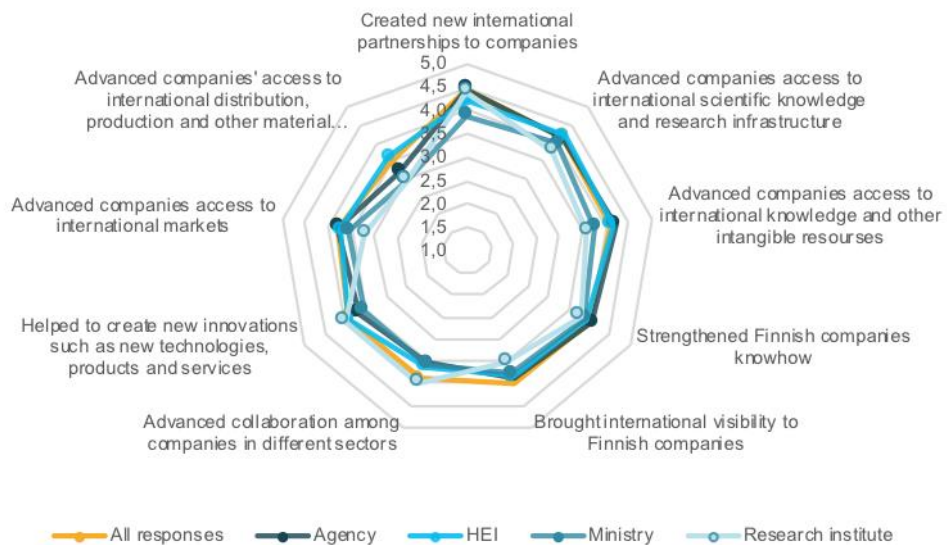 Created new international
partnerships to companies
Advanced companies' access to
international distribution,
production and other material...
Advanced companies access to
international scientific knowledge
and research infrastructure
5,0
4,5
4,0
3,5
3,0
2,5
2,0
1,5
1,0
Advanced companies access to
international markets
Advanced companies access to
international knowledge and other
intangible resourses
Helped to create new innovations
such as new technologies,
products and services
Strengthened Finnish companies
knowhow
Advanced collaboration among
companies in different sectors
Brought international visibility to
Finnish companies
All responses
Agency
HEI
Ministry
Research institute